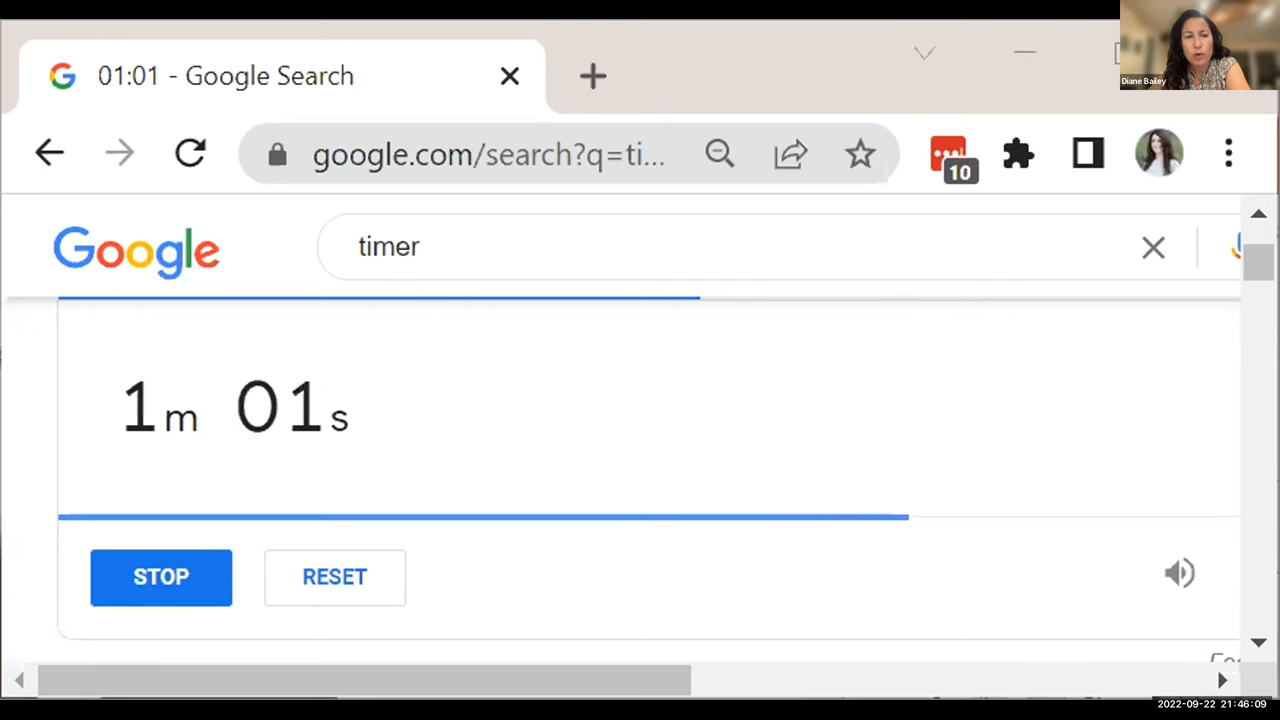 01:01 - Google Search
Diane Bailey
google.com/search?q=ti...
10
Google
timer
1m 01s
STOP
RESET
2022-09-22 21:46:09